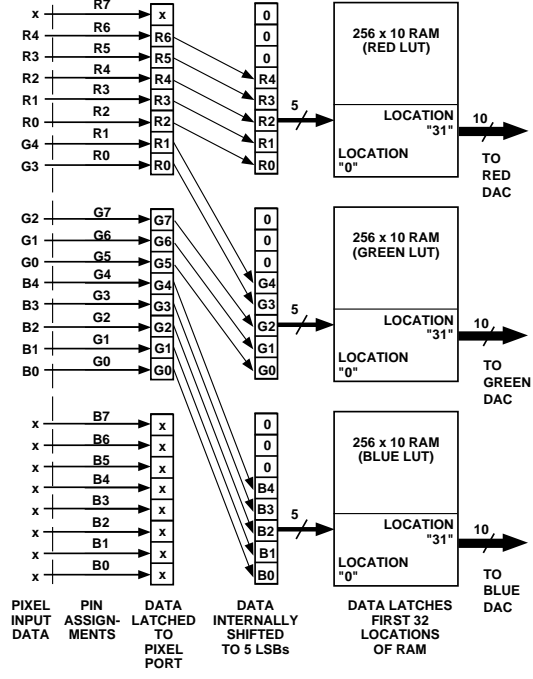 x R7 x 0
R4 R6 R6 0
R3 R5 R5 0
R2 R4 R4 R4
R1 R3 R3 R3
R0 R2 R2 R2
G4 R1 R1 R1
G3 R0 R0 R0
5
256 x 10 RAM
(RED LUT)
LOCATION
"31"
LOCATION
"0"
10
TO
RED
DAC
G2 G7 G7 0
G1 G6 G6 0
G0 G5 G5 0
B4 G4 G4 G4
B3 G3 G3 G3
B2 G2 G2 G2
B1 G1 G1 G1
B0 G0 G0 G0
5
256 x 10 RAM
(GREEN LUT)
LOCATION
"31"
LOCATION
"0"
10
TO
GREEN
DAC
x B7 x 0
x B6 x 0
x B5 x 0
x B4 x B4
x B3 x B3
x B2 x B2
x B1 x B1
x B0 x B0
5
256 x 10 RAM
(BLUE LUT)
LOCATION
"31"
LOCATION
"0"
10
TO
BLUE
DAC
PIXEL
INPUT
DATA
PIN
ASSIGN-
MENTS
DATA
LATCHED
TO
PIXEL
PORT
DATA
INTERNALLY
SHIFTED
TO 5 LSBs
DATA LATCHES
FIRST 32
LOCATIONS
OF RAM